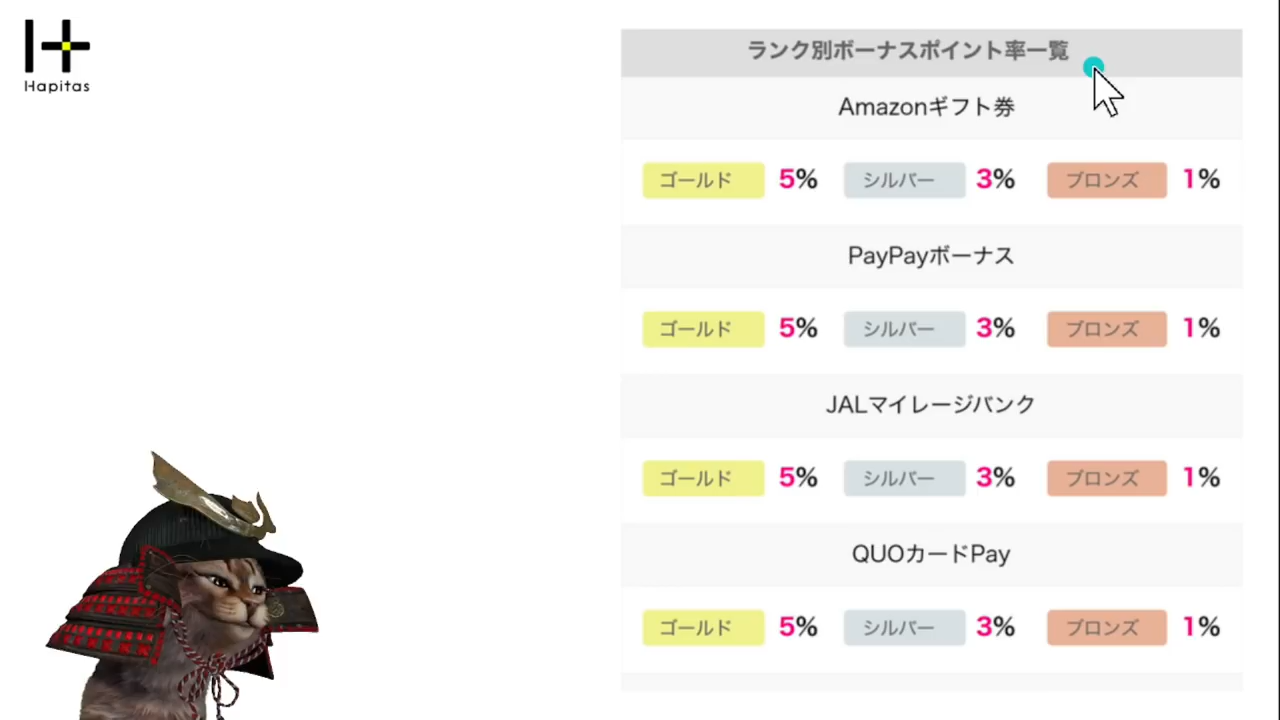 Hapitas
ランク別ボーナスポイント率一覧
Amazonギフト券
ゴールド 5% シルバー 3% ブロンズ 1%
PayPayボーナス
ゴールド 5% シルバー 3% ブロンズ 1%
JALマイレージバンク
ゴールド 5% シルバー 3% ブロンズ 1%
QUOカードPay
ゴールド 5% シルバー 3% ブロンズ 1%